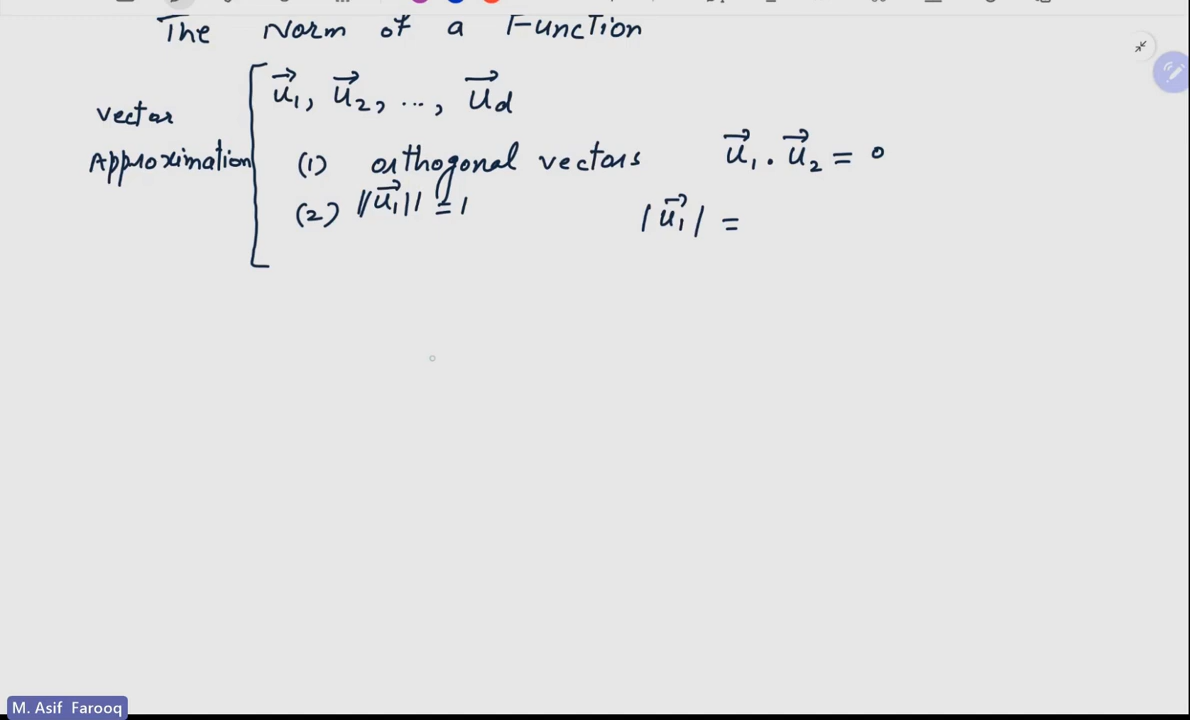 The Norm of a Function
vector Approximation
u⃗₁, u⃗₂, ..., u⃗d
(1) orthogonal vectors u⃗₁ . u⃗₂ = 0
(2) ||u⃗₁|| = 1 |u⃗₁| =
M. Asif Farooq